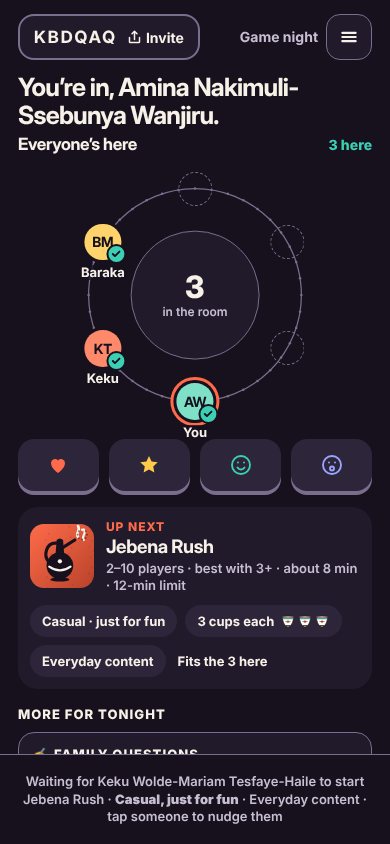 KBDQAQ Invite Game night
You’re in, Amina Nakimuli-
Ssebunya Wanjiru.
Everyone’s here 3 here
BM
Baraka
3
in the room
KT
Keku
AW
You
UP NEXT
Jebena Rush
2–10 players · best with 3+ · about 8 min
· 12-min limit
Casual · just for fun 3 cups each
Everyday content Fits the 3 here
MORE FOR TONIGHT
FAMILY QUESTIONS
Waiting for Keku Wolde-Mariam Tesfaye-Haile to start
Jebena Rush · Casual, just for fun · Everyday content ·
tap someone to nudge them